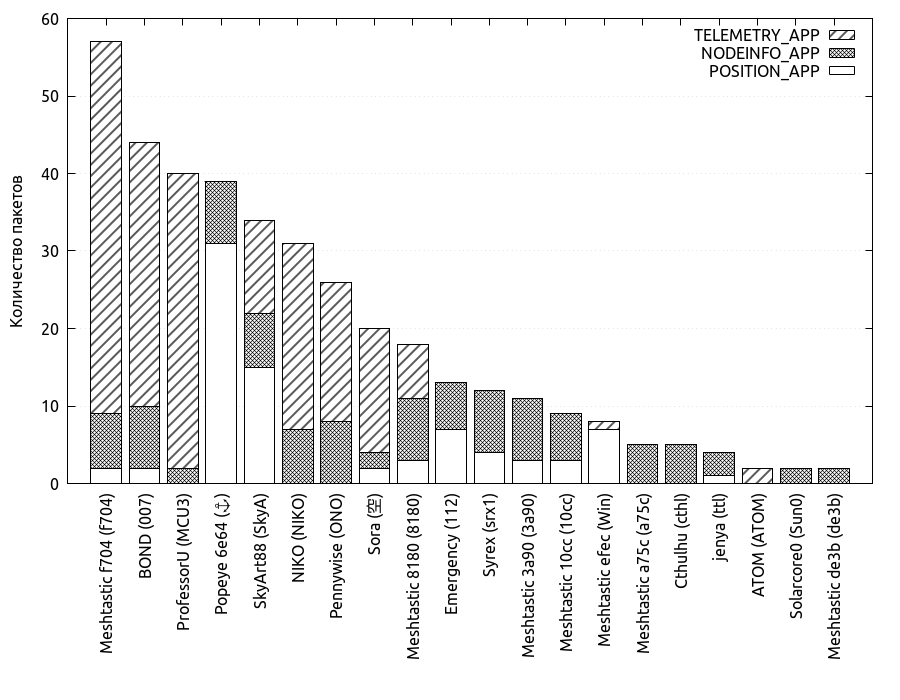 60
50
40
30
20
10
0
Количество пакетов
TELEMETRY_APP
NODEINFO_APP
POSITION_APP
Meshtastic f704 (f704)
BOND (007)
ProfessorU (MCU3)
Popeye 6e64 (⚓)
SkyArt88 (SkyA)
NIKO (NIKO)
Pennywise (ONO)
Sora (空)
Meshtastic 8180 (8180)
Emergency (112)
Syrex (srx1)
Meshtastic 3a90 (3a90)
Meshtastic 10cc (10cc)
Meshtastic efec (Win)
Meshtastic a75c (a75c)
Cthulhu (cthl)
jenya (ttl)
ATOM (ATOM)
Solarcore0 (Sun0)
Meshtastic de3b (de3b)